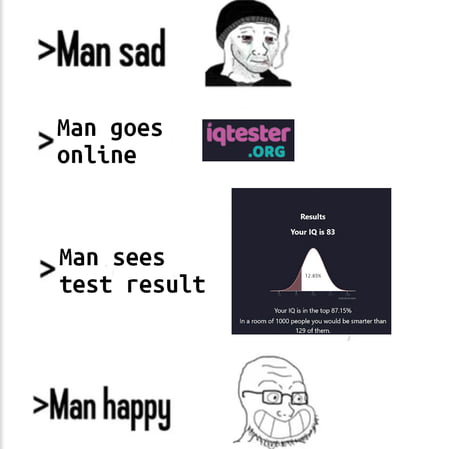 >Man sad
>Man goes
online
iqtester
.ORG
Results
Your IQ is 83
12.85%
>Man sees
test result
Your IQ is in the top 87.15%
In a room of 1000 people you would be smarter than
129 of them.
>Man happy